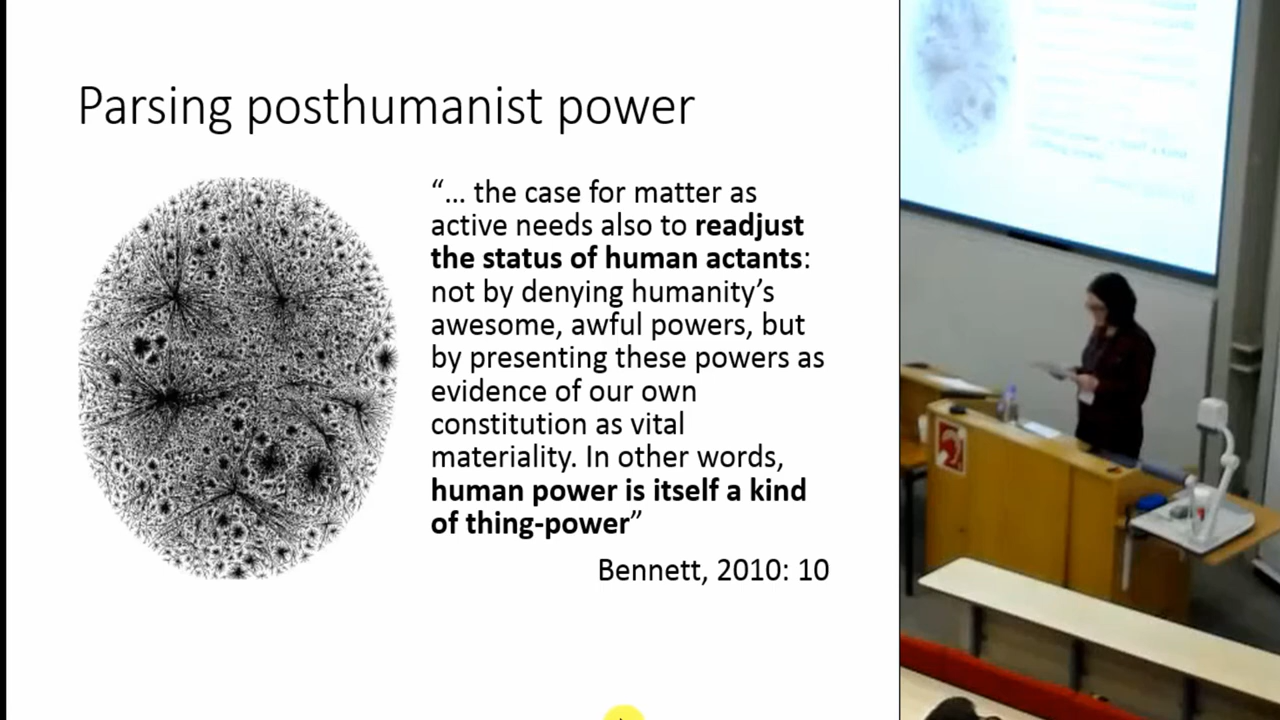 Parsing posthumanist power
“... the case for matter as
active needs also to readjust
the status of human actants:
not by denying humanity’s
awesome, awful powers, but
by presenting these powers as
evidence of our own
constitution as vital
materiality. In other words,
human power is itself a kind
of thing-power”
Bennett, 2010: 10